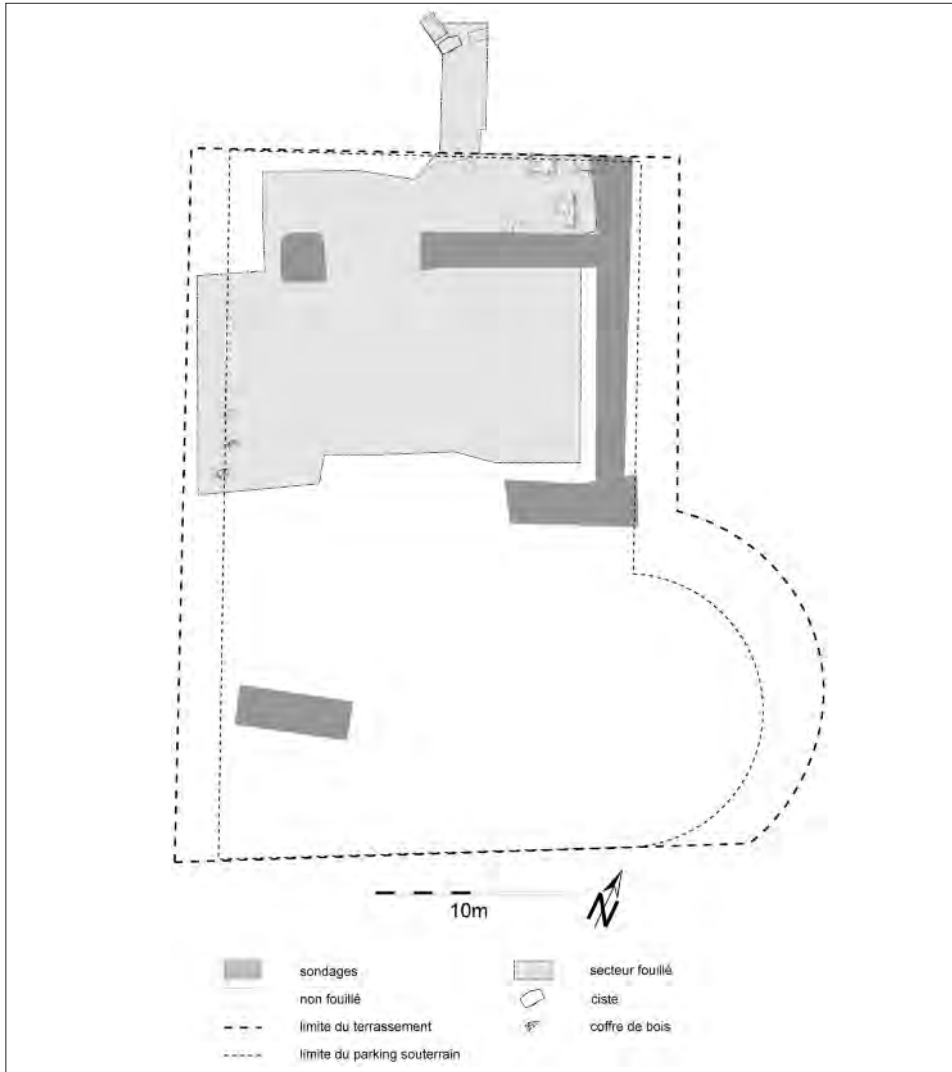 N
10m
sondages
non fouillé
limite du terrassement
limite du parking souterrain
secteur fouillé
ciste
coffre de bois